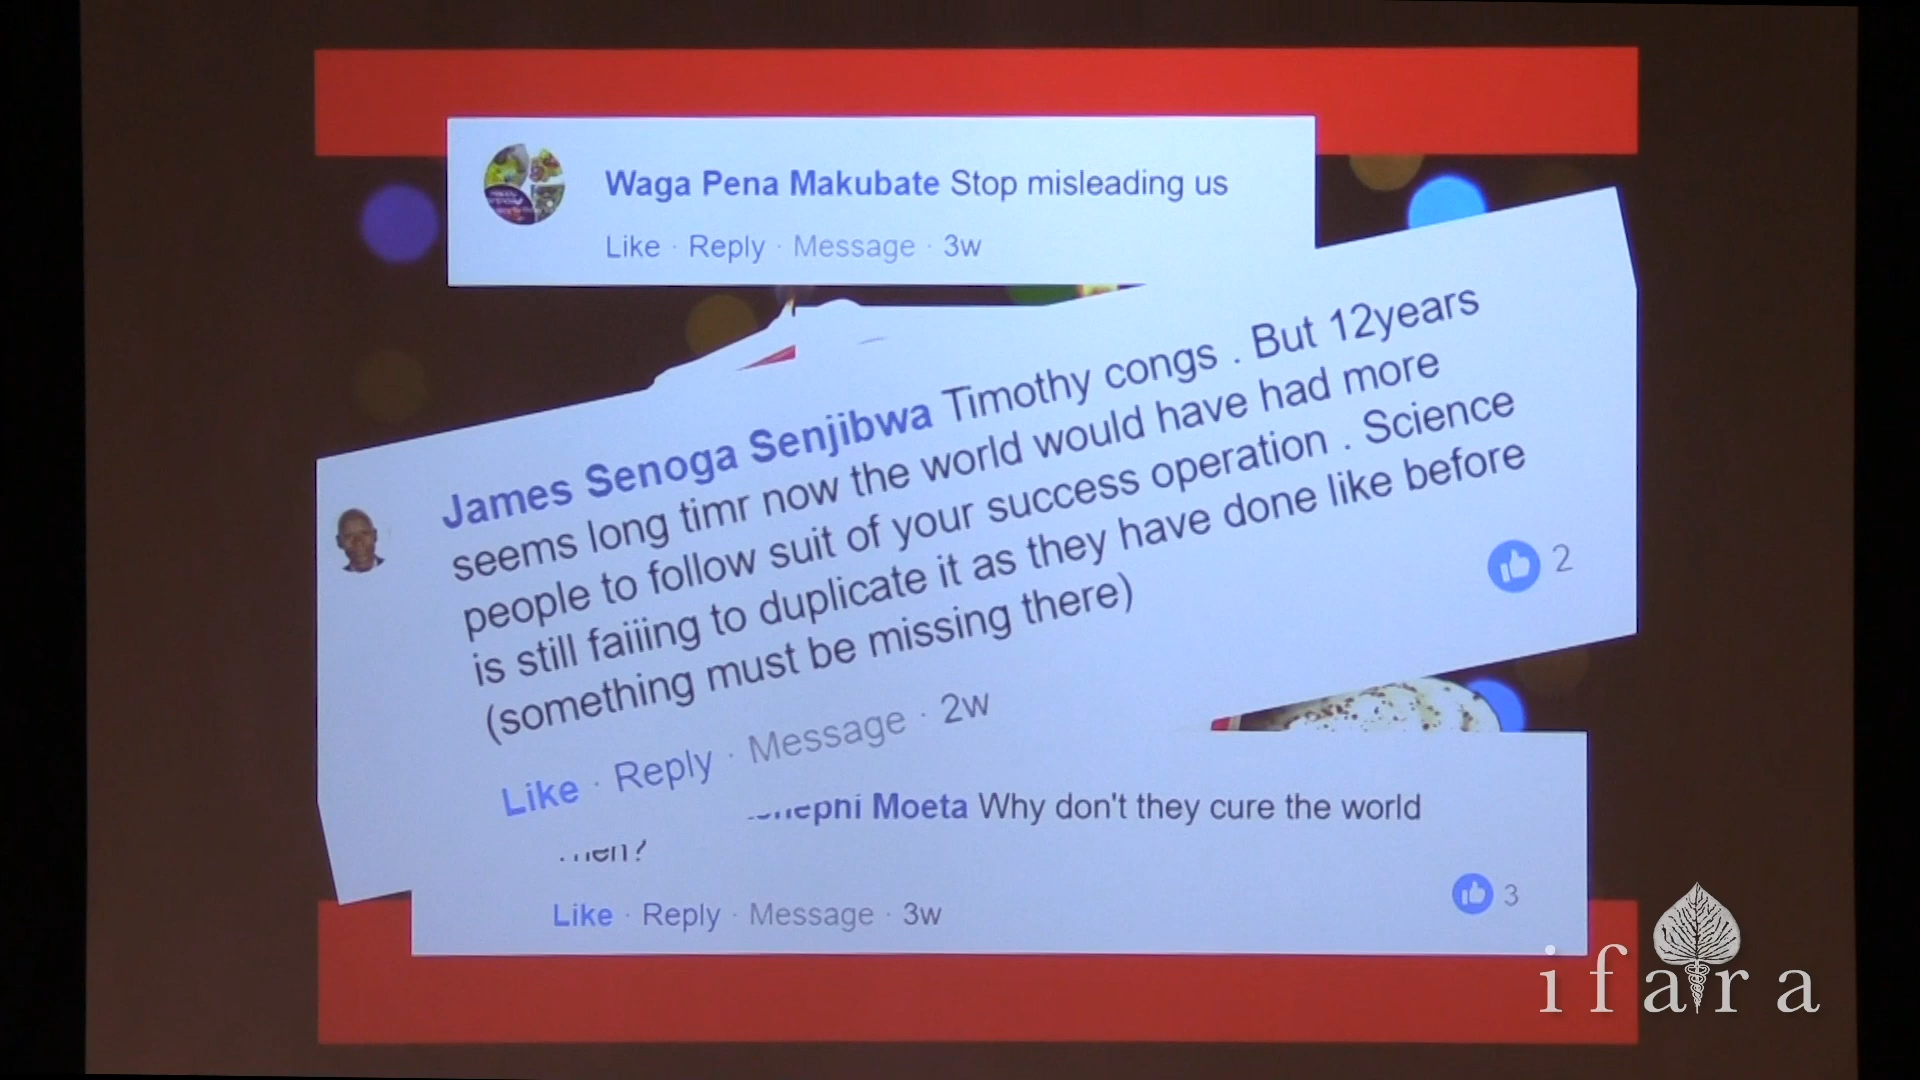 Waga Pena Makubate Stop misleading us
Like · Reply · Message · 3w
James Senoga Senjibwa Timothy congs . But 12years
seems long timr now the world would have had more
people to follow suit of your success operation . Science
is still faiiing to duplicate it as they have done like before
(something must be missing there)
2
Like · Reply · Message · 2w
Moeta Why don't they cure the world
Like · Reply · Message · 3w
3
ifara